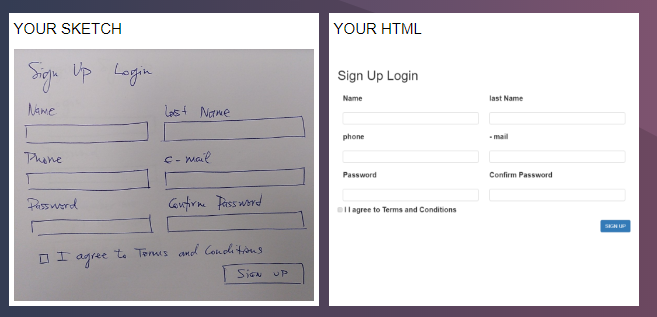 YOUR SKETCH
Sign Up Login
Name Last Name
Phone e-mail
Password Confirm Password
I agree to Terms and Conditions
SIGN UP
YOUR HTML
Sign Up Login
Name last Name
phone - mail
Password Confirm Password
I I agree to Terms and Conditions
SIGN UP